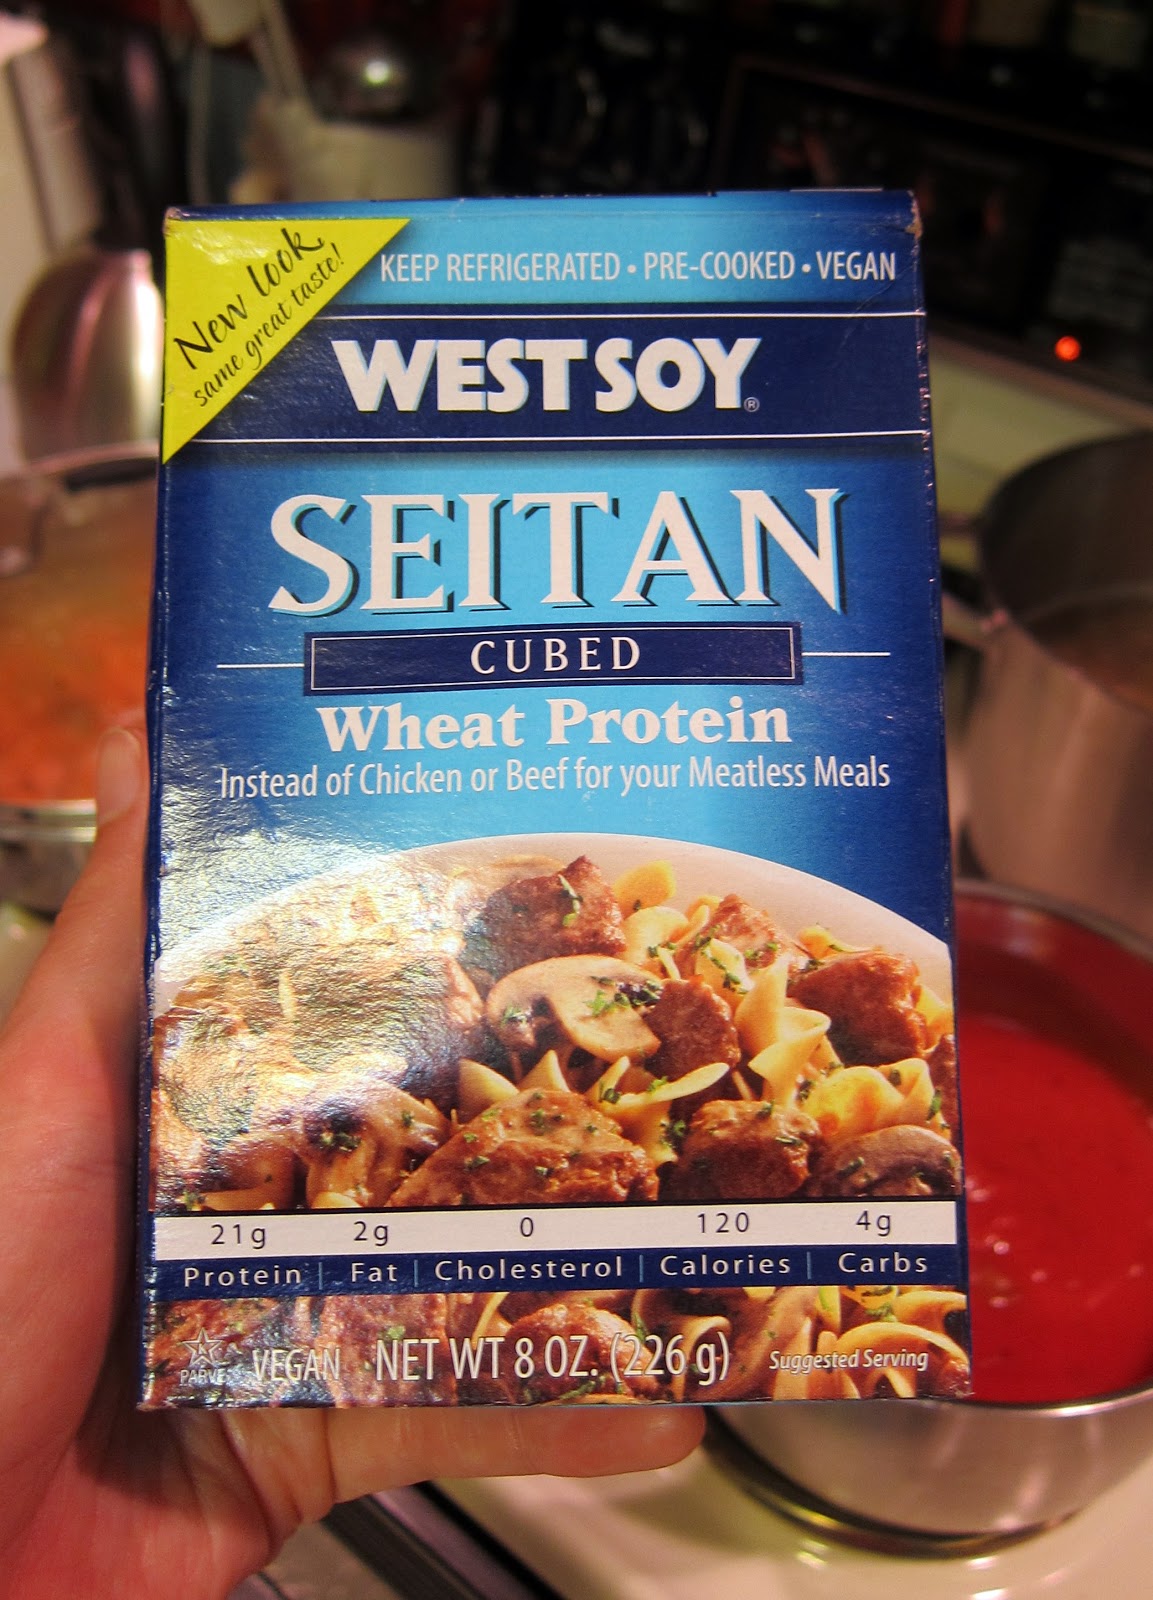 New look,
same great taste!
KEEP REFRIGERATED • PRE-COOKED • VEGAN
WESTSOY®
SEITAN
CUBED
Wheat Protein
Instead of Chicken or Beef for your Meatless Meals
21g 2g 0 120 4g
Protein | Fat | Cholesterol | Calories | Carbs
K
PARVE VEGAN NET WT 8 OZ. (226 g) Suggested Serving